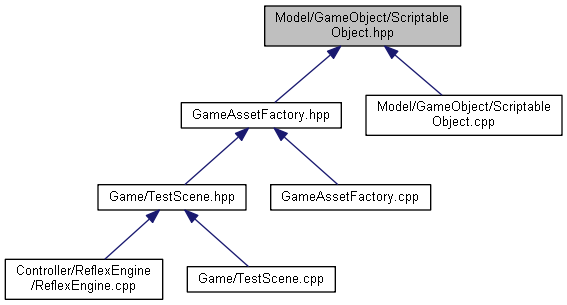 Model/GameObject/Scriptable
Object.hpp
GameAssetFactory.hpp
Model/GameObject/Scriptable
Object.cpp
Game/TestScene.hpp
GameAssetFactory.cpp
Controller/ReflexEngine
/ReflexEngine.cpp
Game/TestScene.cpp